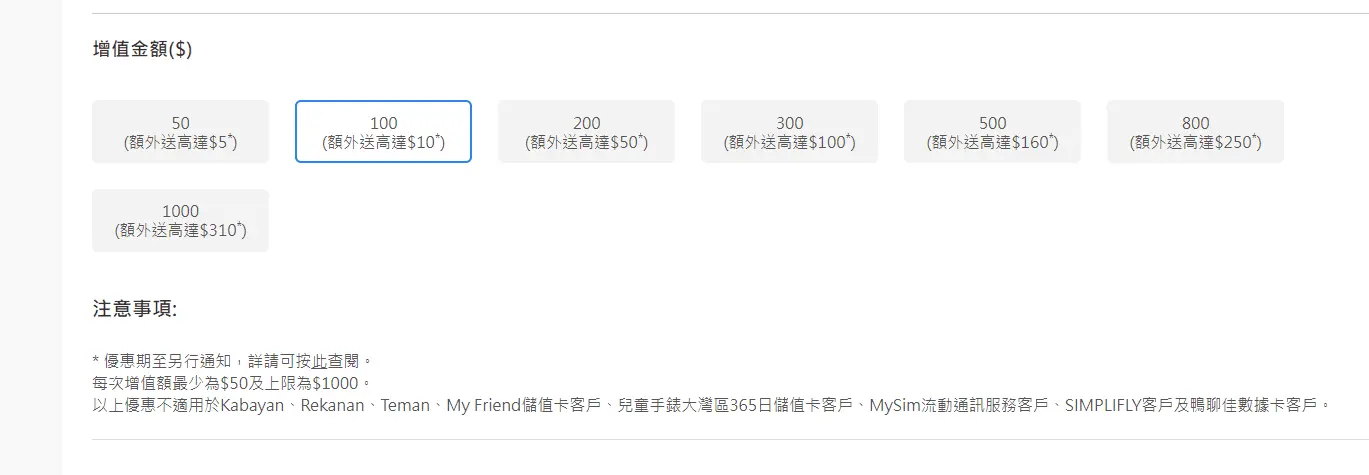 增值金額($)
50
(額外送高達$5*)
100
(額外送高達$10*)
200
(額外送高達$50*)
300
(額外送高達$100*)
500
(額外送高達$160*)
800
(額外送高達$250*)
1000
(額外送高達$310*)
注意事項:
* 優惠期至另行通知，詳請可按此查閱。
每次增值額最少為$50及上限為$1000。
以上優惠不適用於Kabayan、Rekanan、Teman、My Friend儲值卡客戶、兒童手錶大灣區365日儲值卡客戶、MySim流動通訊服務客戶、SIMPLIFLY客戶及鴨聊佳數據卡客戶。